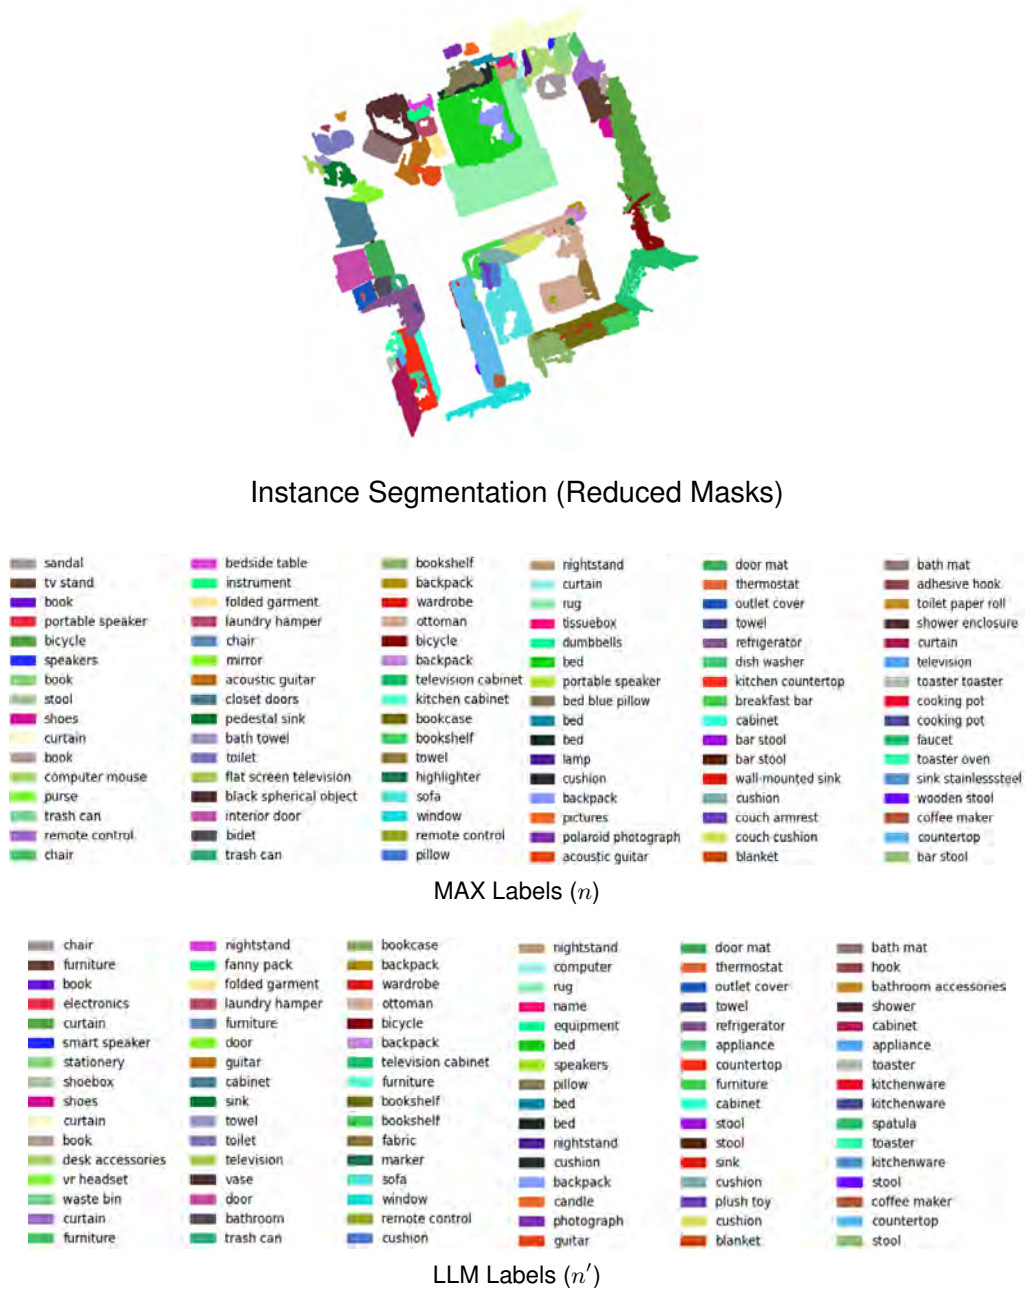 Instance Segmentation (Reduced Masks)
sandal
tv stand
book
portable speaker
bicycle
speakers
book
stool
shoes
curtain
book
computer mouse
purse
trash can
remote control
chair
bedside table
instrument
folded garment
laundry hamper
chair
mirror
acoustic guitar
closet doors
pedestal sink
bath towel
toilet
flat screen television
black spherical object
interior door
bidet
trash can
bookshelf
backpack
wardrobe
ottoman
bicycle
backpack
television cabinet
kitchen cabinet
bookcase
bookshelf
towel
highlighter
sofa
window
remote control
pillow
nightstand
curtain
rug
tissuebox
dumbbells
bed
portable speaker
bed blue pillow
bed
bed
lamp
cushion
backpack
pictures
polaroid photograph
acoustic guitar
door mat
thermostat
outlet cover
towel
refrigerator
dish washer
kitchen countertop
breakfast bar
cabinet
bar stool
bar stool
wall-mounted sink
cushion
couch armrest
couch cushion
blanket
bath mat
adhesive hook
toilet paper roll
shower enclosure
curtain
television
toaster toaster
cooking pot
cooking pot
faucet
toaster oven
sink stainlesssteel
wooden stool
coffee maker
countertop
bar stool
MAX Labels (n)
chair
furniture
book
electronics
curtain
smart speaker
stationery
shoebox
shoes
curtain
book
desk accessories
vr headset
waste bin
curtain
furniture
nightstand
fanny pack
folded garment
laundry hamper
furniture
door
guitar
cabinet
sink
towel
toilet
television
vase
door
bathroom
trash can
bookcase
backpack
wardrobe
ottoman
bicycle
backpack
television cabinet
furniture
bookshelf
bookshelf
fabric
marker
sofa
window
remote control
cushion
nightstand
computer
rug
name
equipment
bed
speakers
pillow
bed
bed
nightstand
cushion
backpack
candle
photograph
guitar
door mat
thermostat
outlet cover
towel
refrigerator
appliance
countertop
furniture
cabinet
stool
stool
sink
cushion
plush toy
cushion
blanket
bath mat
hook
bathroom accessories
shower
cabinet
appliance
toaster
kitchenware
kitchenware
spatula
toaster
kitchenware
stool
coffee maker
countertop
stool
LLM Labels (n′)